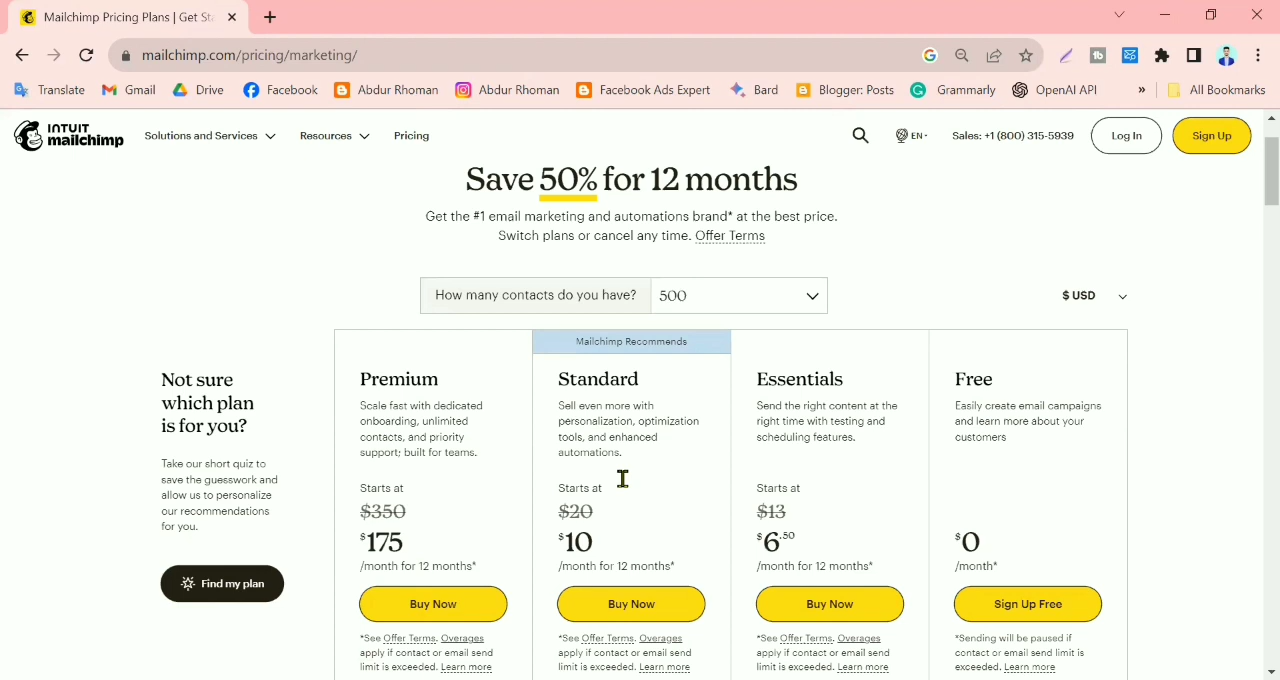 Mailchimp Pricing Plans | Get Sta
mailchimp.com/pricing/marketing/
Translate Gmail Drive Facebook Abdur Rhoman Abdur Rhoman Facebook Ads Expert Bard Blogger: Posts Grammarly OpenAI API » All Bookmarks
INTUIT
mailchimp
Solutions and Services Resources Pricing EN Sales: +1 (800) 315-5939 Log In Sign Up
Save 50% for 12 months
Get the #1 email marketing and automations brand* at the best price.
Switch plans or cancel any time. Offer Terms
How many contacts do you have? 500 $ USD
Not sure
which plan
is for you?
Take our short quiz to
save the guesswork and
allow us to personalize
our recommendations
for you.
Find my plan
Premium
Scale fast with dedicated
onboarding, unlimited
contacts, and priority
support; built for teams.
Starts at
$350
$175
/month for 12 months*
Buy Now
*See Offer Terms. Overages
apply if contact or email send
limit is exceeded. Learn more
Mailchimp Recommends
Standard
Sell even more with
personalization, optimization
tools, and enhanced
automations.
Starts at
$20
$10
/month for 12 months*
Buy Now
*See Offer Terms. Overages
apply if contact or email send
limit is exceeded. Learn more
Essentials
Send the right content at the
right time with testing and
scheduling features.
Starts at
$13
$6.50
/month for 12 months*
Buy Now
*See Offer Terms. Overages
apply if contact or email send
limit is exceeded. Learn more
Free
Easily create email campaigns
and learn more about your
customers
$0
/month*
Sign Up Free
*Sending will be paused if
contact or email send limit is
exceeded. Learn more